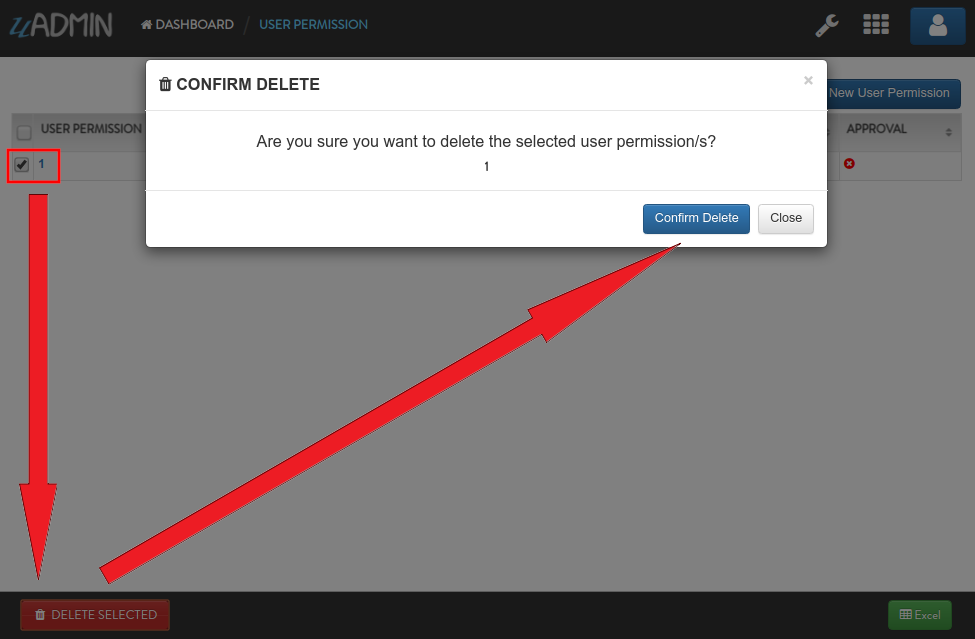 uADMIN DASHBOARD / USER PERMISSION
CONFIRM DELETE ×
New User Permission
USER PERMISSION
APPROVAL
Are you sure you want to delete the selected user permission/s?
1
1
Confirm Delete
Close
DELETE SELECTED
Excel